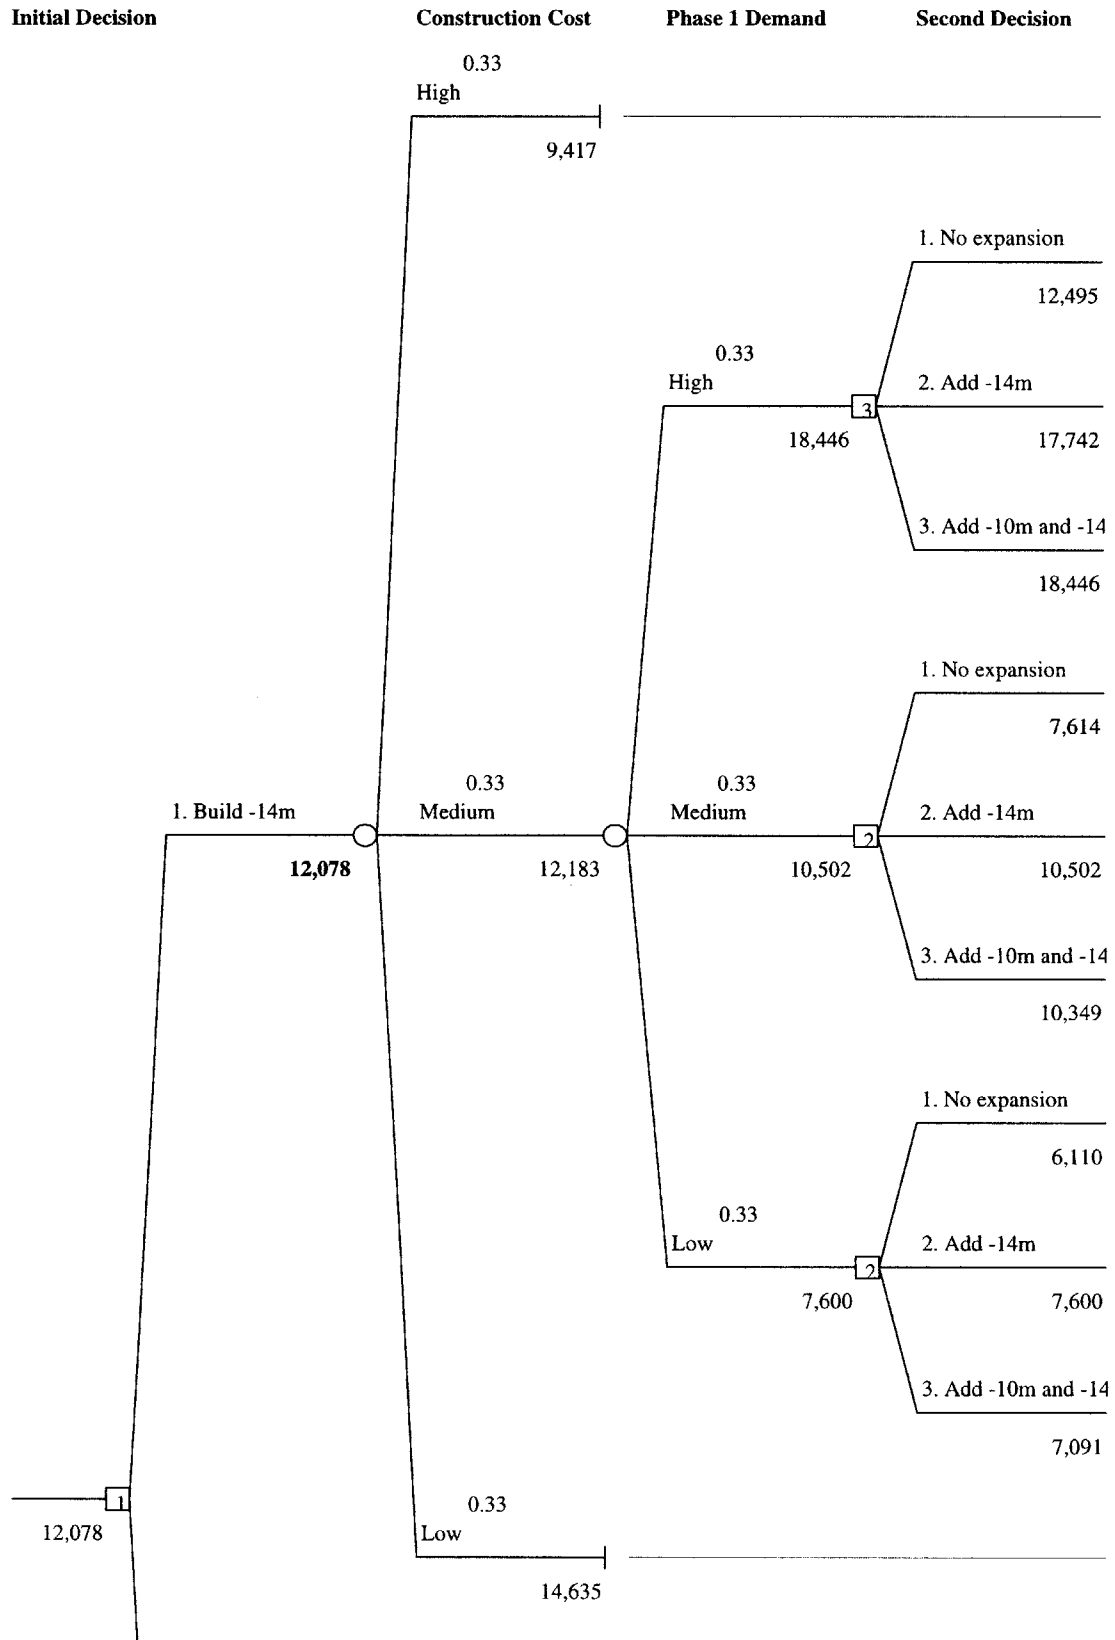 Initial Decision Construction Cost Phase 1 Demand Second Decision
0.33
High
9,417
1. No expansion
12,495
0.33
High
2. Add -14m
3
18,446
17,742
3. Add -10m and -14
18,446
1. No expansion
7,614
0.33
0.33
1. Build -14m
Medium
Medium
2. Add -14m
2
12,078
12,183
10,502
10,502
3. Add -10m and -14
10,349
1. No expansion
6,110
0.33
Low
2. Add -14m
2
7,600
7,600
3. Add -10m and -14
7,091
1
12,078
0.33
Low
14,635